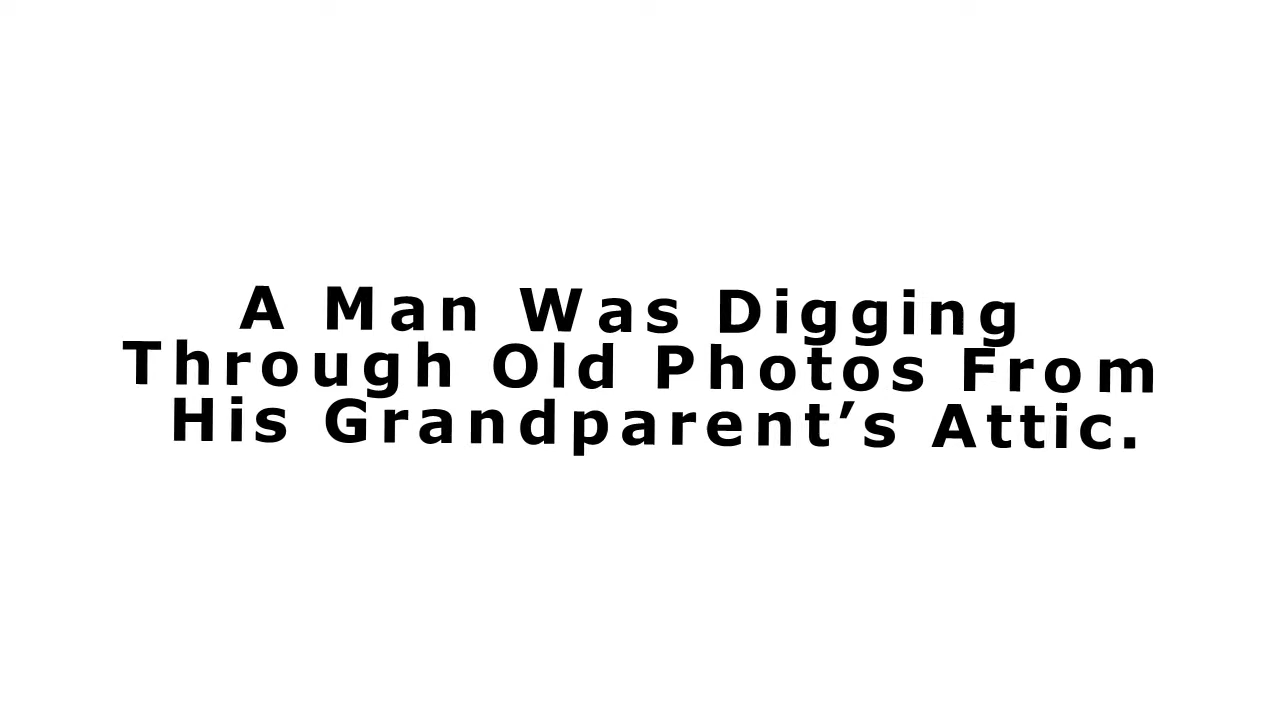 A Man Was Digging
Through Old Photos From
His Grandparent’s Attic.